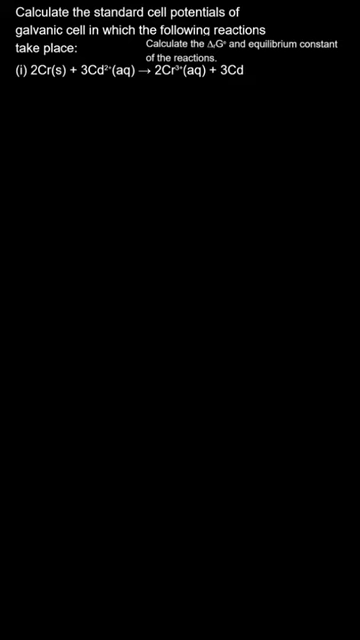 Calculate the standard cell potentials of
galvanic cell in which the following reactions
take place:
Calculate the ΔᵣG° and equilibrium constant
of the reactions.
(i) 2Cr(s) + 3Cd²⁺(aq) → 2Cr³⁺(aq) + 3Cd